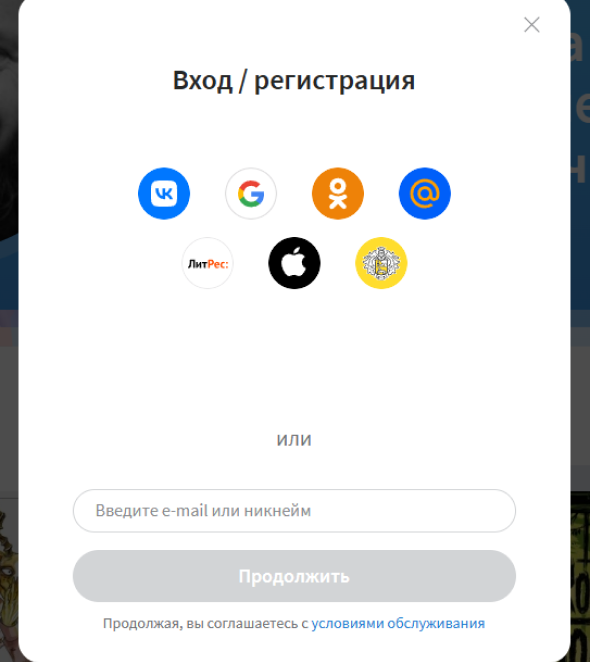 Вход / регистрация
ЛитРес:
или
Введите e-mail или никнейм
Продолжить
Продолжая, вы соглашаетесь с условиями обслуживания